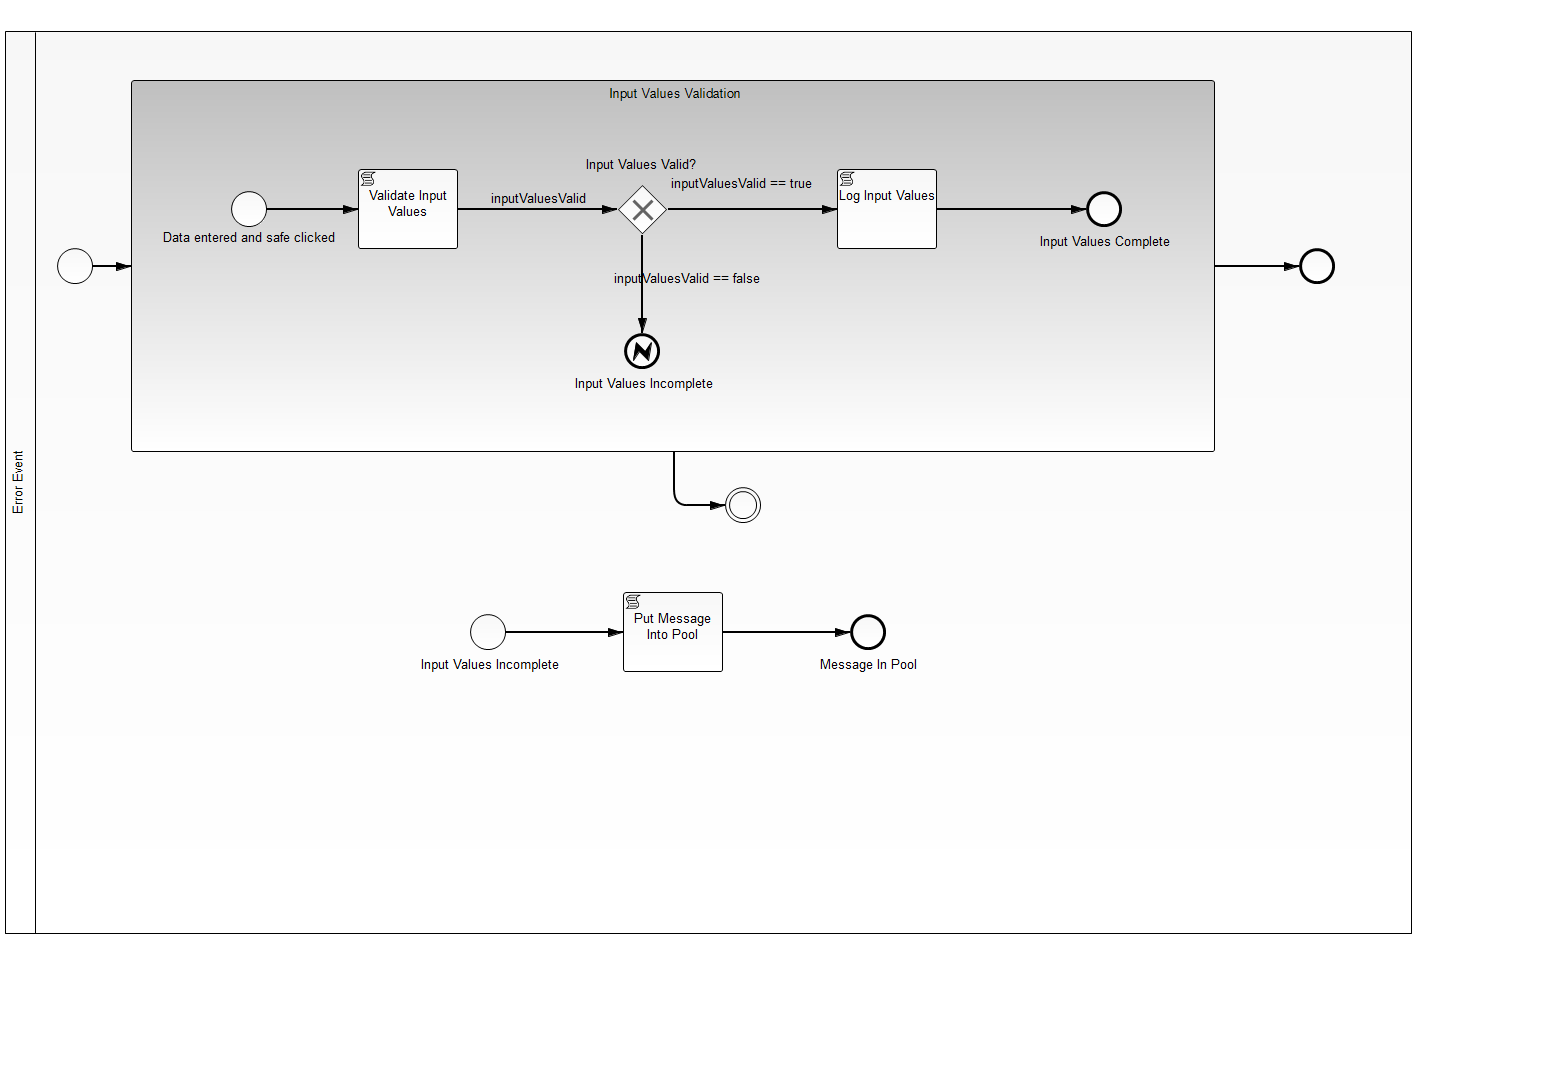 Input Values Validation
Input Values Valid?
inputValuesValid == true
Validate Input
Values
inputValuesValid
Log Input Values
Data entered and safe clicked
Input Values Complete
inputValuesValid == false
Input Values Incomplete
Error Event
Put Message
Into Pool
Input Values Incomplete
Message In Pool